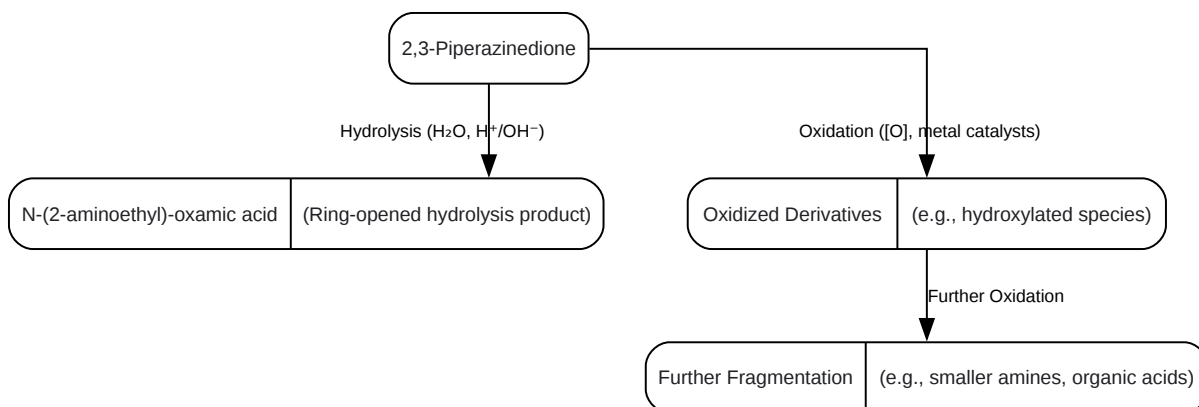 2,3-Piperazinedione
Hydrolysis (H₂O, H⁺/OH⁻)
Oxidation ([O], metal catalysts)
N-(2-aminoethyl)-oxamic acid
(Ring-opened hydrolysis product)
Oxidized Derivatives
(e.g., hydroxylated species)
Further Oxidation
Further Fragmentation
(e.g., smaller amines, organic acids)